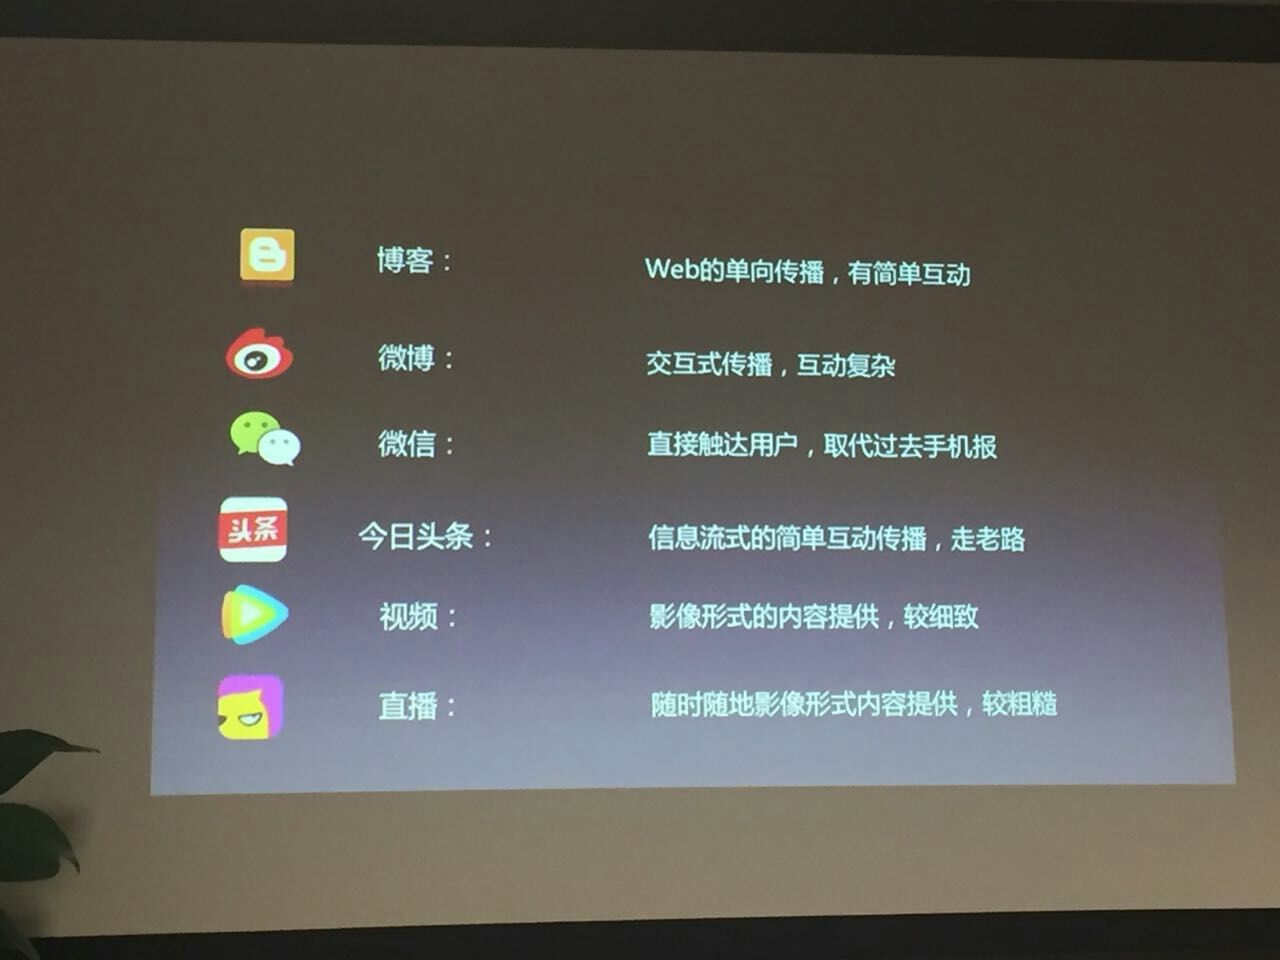 博客：
Web的单向传播，有简单互动
微博：
交互式传播，互动复杂
微信：
直接触达用户，取代过去手机报
头条
今日头条：
信息流式的简单互动传播，走老路
视频：
影像形式的内容提供，较细致
直播：
随时随地影像形式内容提供，较粗糙